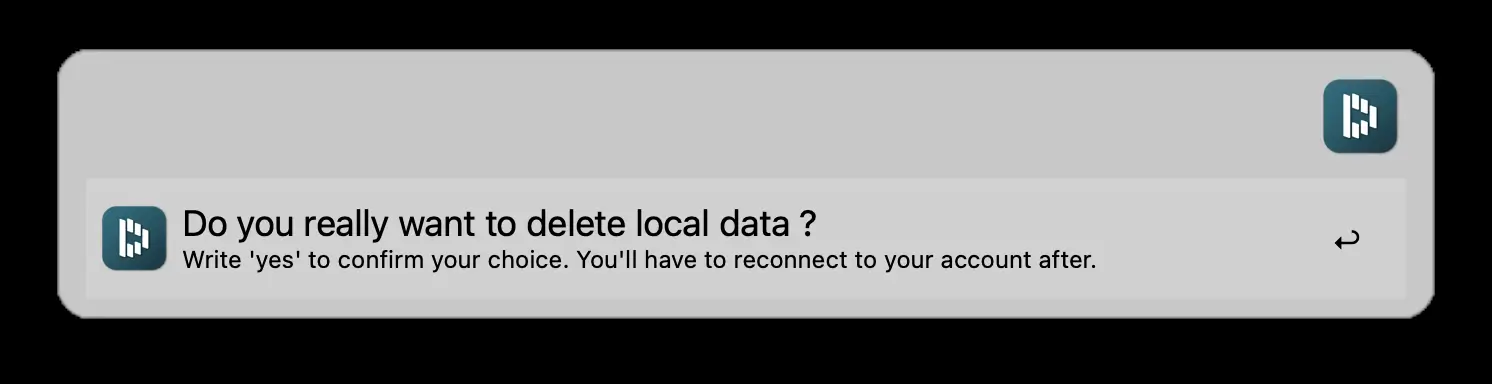 Do you really want to delete local data ?
Write 'yes' to confirm your choice. You'll have to reconnect to your account after.